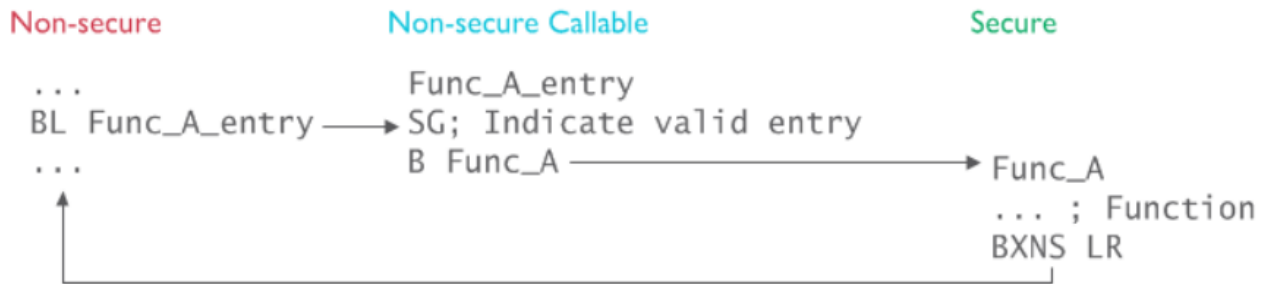 Non-secure
Non-secure Callable
Secure
...
BL Func_A_entry
...
Func_A_entry
SG; Indicate valid entry
B Func_A
Func_A
... ; Function
BXNS LR